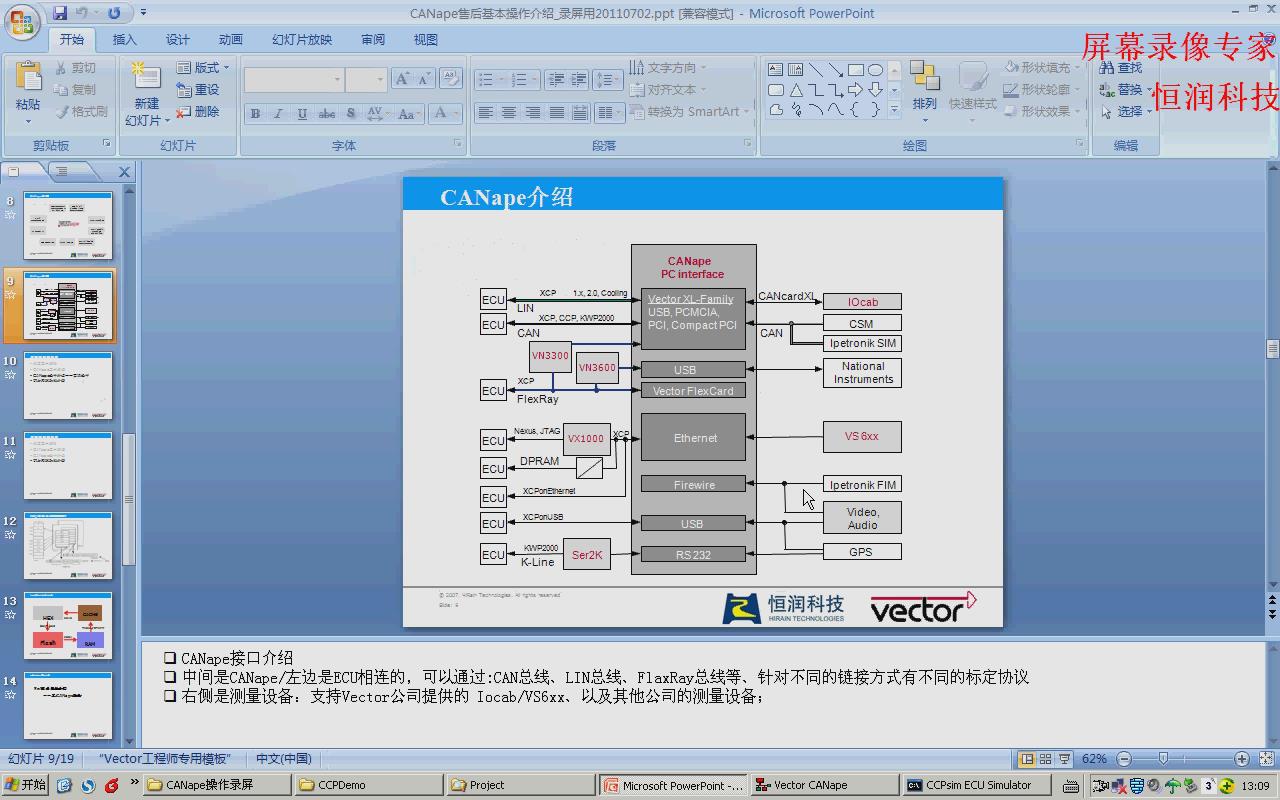 CANape售后基本操作介绍_录屏用20110702.ppt [兼容模式] - Microsoft PowerPoint
开始 插入 设计 动画 幻灯片放映 审阅 视图
屏幕录像专家
恒润科技
粘贴 剪切 复制 格式刷
剪贴板
新建幻灯片 版式 重设 删除
幻灯片
B I U abe S AV Aa A
字体
文字方向
对齐文本
转换为 SmartArt
段落
排列 快速样式
形状填充
形状轮廓
形状效果
绘图
查找
替换
选择
编辑
8
9
10
11
12
13
HEX
Flash RAM
14
CANape介绍
CANape
PC interface
ECU XCP 1.x, 2.0, Cooling
LIN
ECU XCP, CCP, KWP2000
CAN
Vector XL-Family
USB, PCMCIA,
PCI, Compact PCI
CANcardXL IOcab
CSM
CAN
Ipetronik SIM
VN3300 VN3600
USB
National
Instruments
ECU XCP
FlexRay
Vector FlexCard
ECU Nexus, JTAG VX1000 XCP Ethernet VS6xx
ECU DPRAM
ECU XCPonEthernet
Firewire Ipetronik FIM
ECU XCPonUSB USB
Video,
Audio
ECU KWP2000
K-Line
Ser2K RS232 GPS
© 2007. HiRain Technologies. All rights reserved
Slide: 9
恒润科技
HIRAIN TECHNOLOGIES
vector
CANape接口介绍
中间是CANape/左边是ECU相连的，可以通过:CAN总线、LIN总线、FlaxRay总线等、针对不同的链接方式有不同的标定协议
右侧是测量设备：支持Vector公司提供的 Iocab/VS6xx、以及其他公司的测量设备；
幻灯片 9/19 "Vector工程师专用模板" 中文(中国) 62%
开始 CANape操作录屏 CCPDemo Project Microsoft PowerPoint -... Vector CANape CCPsim ECU Simulator 13:09